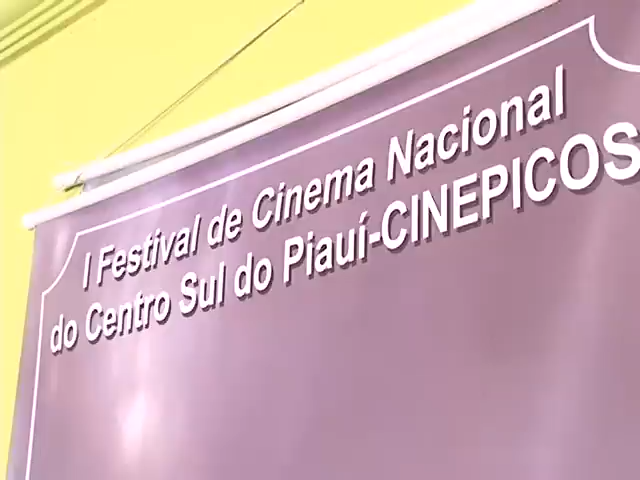 I Festival de Cinema Nacional
do Centro Sul do Piauí-CINEPICOS